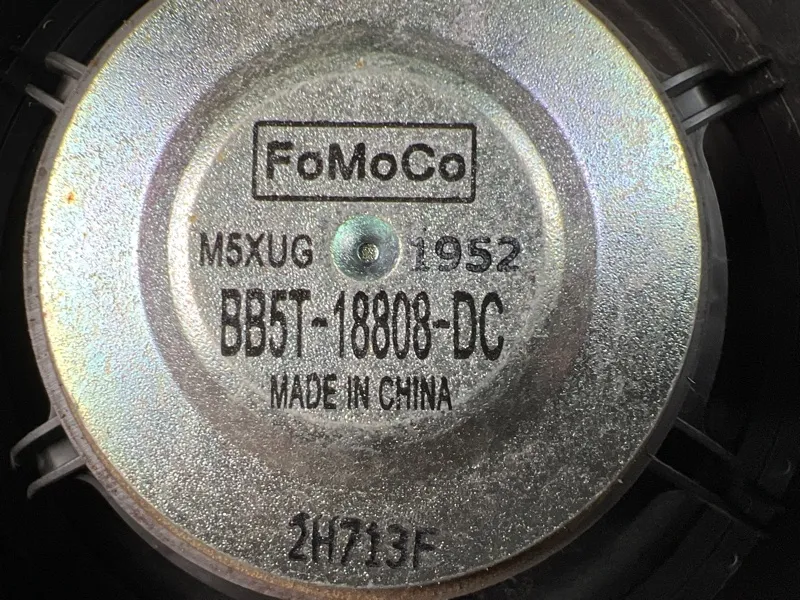 FoMoCo
M5XUG 1952
BB5T-18808-DC
MADE IN CHINA
2H713F